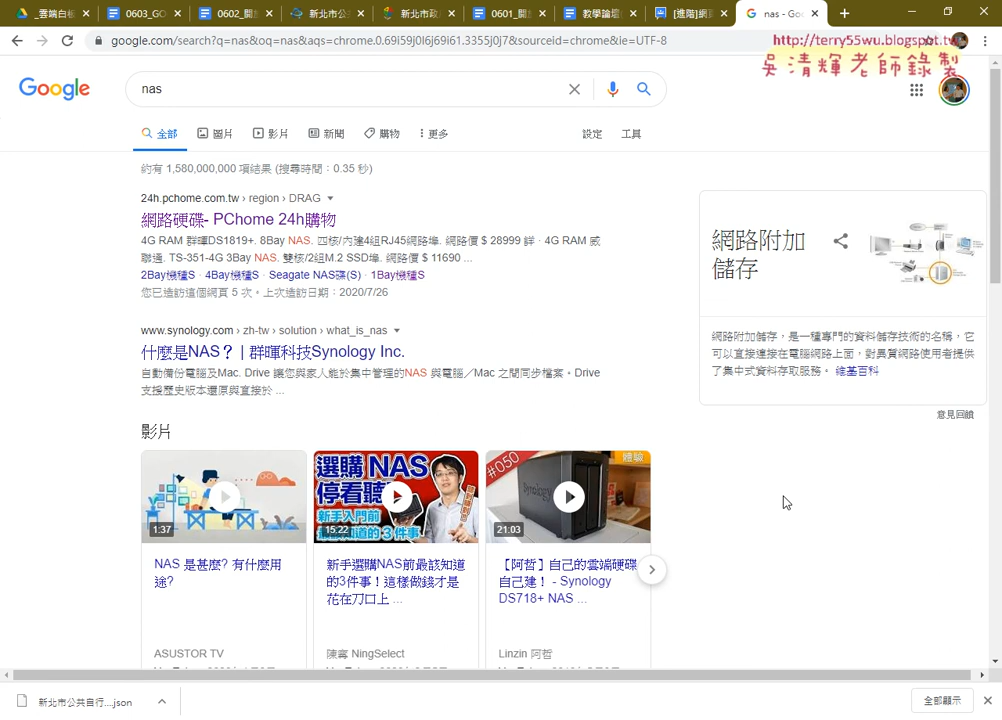 _雲端白板
0603_GO
0602_開放
新北市公共
新北市政府
0601_開放
教學論壇
[進階]網頁
nas - Goo
google.com/search?q=nas&oq=nas&aqs=chrome.0.69i59j0l6j69i61.3355j0j7&sourceid=chrome&ie=UTF-8
http://terry55wu.blogspot.tw
吳清輝老師錄製
Google
nas
全部 圖片 影片 新聞 購物 更多 設定 工具
約有 1,580,000,000 項結果 (搜尋時間:0.35 秒)
24h.pchome.com.tw › region › DRAG
網路硬碟- PChome 24h購物
4G RAM 群暉DS1819+. 8Bay NAS. 四核/內建4組RJ45網路埠. 網路價 $ 28999 詳 · 4G RAM 威
聯通. TS-351-4G 3Bay NAS. 雙核/2組M.2 SSD埠. 網路價 $ 11690 ...
2Bay機種S · 4Bay機種S · Seagate NAS碟(S) · 1Bay機種S
您已造訪這個網頁 5 次。上次造訪日期:2020/7/26
www.synology.com › zh-tw › solution › what_is_nas
什麼是NAS? | 群暉科技Synology Inc.
自動備份電腦及Mac. Drive 讓您與家人能於集中管理的NAS 與電腦/Mac 之間同步檔案。Drive
支援歷史版本還原與直接於 ...
影片
1:37
NAS 是甚麼? 有什麼用
途?
ASUSTOR TV
選購NAS
停看聽
新手入門前
最該知道的3件事
15:22
新手選購NAS前最該知道
的3件事!這樣做錢才是
花在刀口上 ...
陳寗 NingSelect
#050
體驗
Synology
21:03
【阿哲】自己的雲端硬碟
自己建! - Synology
DS718+ NAS ...
Linzin 阿哲
網路附加
儲存
網路附加儲存,是一種專門的資料儲存技術的名稱,它
可以直接連接在電腦網路上面,對異質網路使用者提供
了集中式資料存取服務。 維基百科
意見回饋
新北市公共自行....json
全部顯示